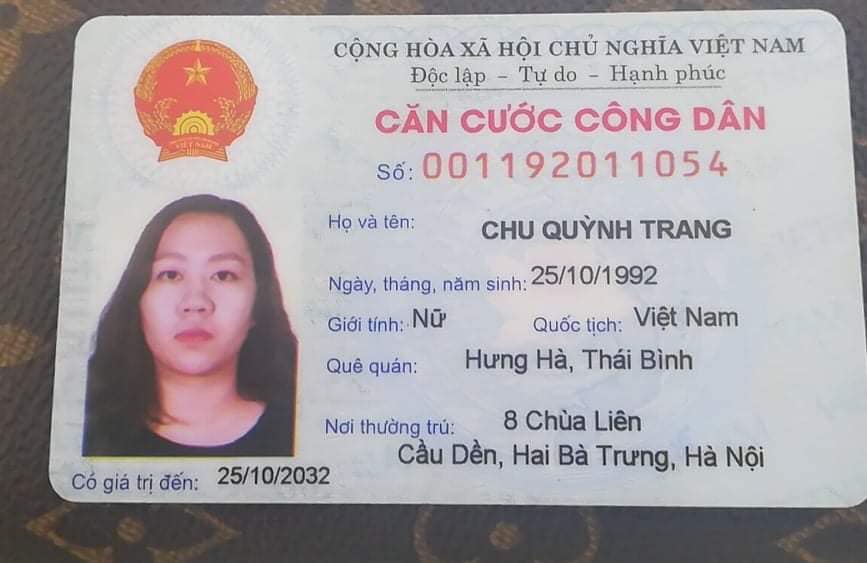 CỘNG HÒA XÃ HỘI CHỦ NGHĨA VIỆT NAM
Độc lập - Tự do - Hạnh phúc
CĂN CƯỚC CÔNG DÂN
Số: 001192011054
Họ và tên: CHU QUỲNH TRANG
Ngày, tháng, năm sinh: 25/10/1992
Giới tính: Nữ Quốc tịch: Việt Nam
Quê quán: Hưng Hà, Thái Bình
Nơi thường trú: 8 Chùa Liên
Cầu Dền, Hai Bà Trưng, Hà Nội
Có giá trị đến: 25/10/2032
VIỆT NAM